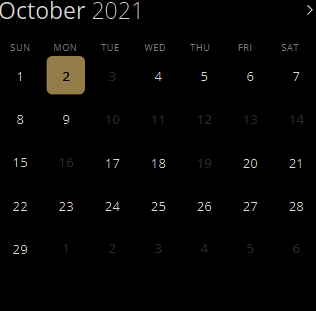 October 2021
SUN MON TUE WED THU FRI SAT
1 2 3 4 5 6 7
8 9 10 11 12 13 14
15 16 17 18 19 20 21
22 23 24 25 26 27 28
29 1 2 3 4 5 6